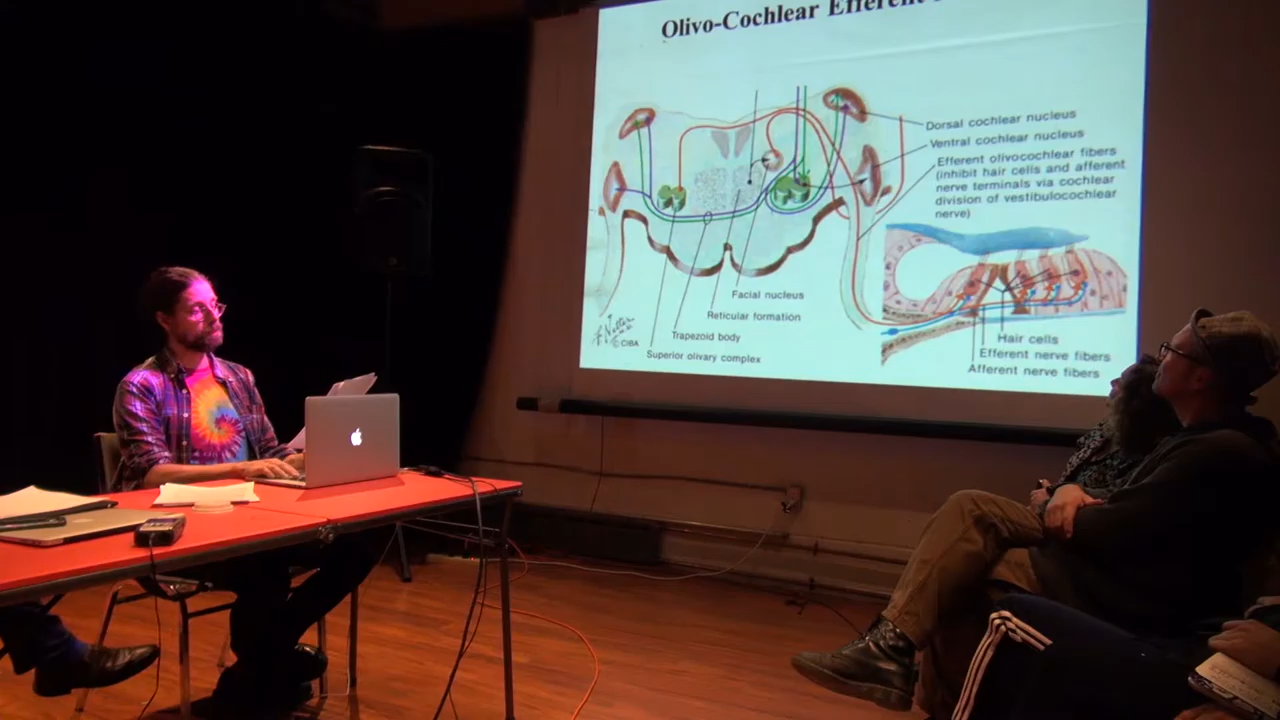 Olivo-Cochlear Efferent
Dorsal cochlear nucleus
Ventral cochlear nucleus
Efferent olivocochlear fibers
(inhibit hair cells and afferent
nerve terminals via cochlear
division of vestibulocochlear
nerve)
Facial nucleus
Reticular formation
Trapezoid body
Superior olivary complex
F. Netter
©CIBA
Hair cells
Efferent nerve fibers
Afferent nerve fibers